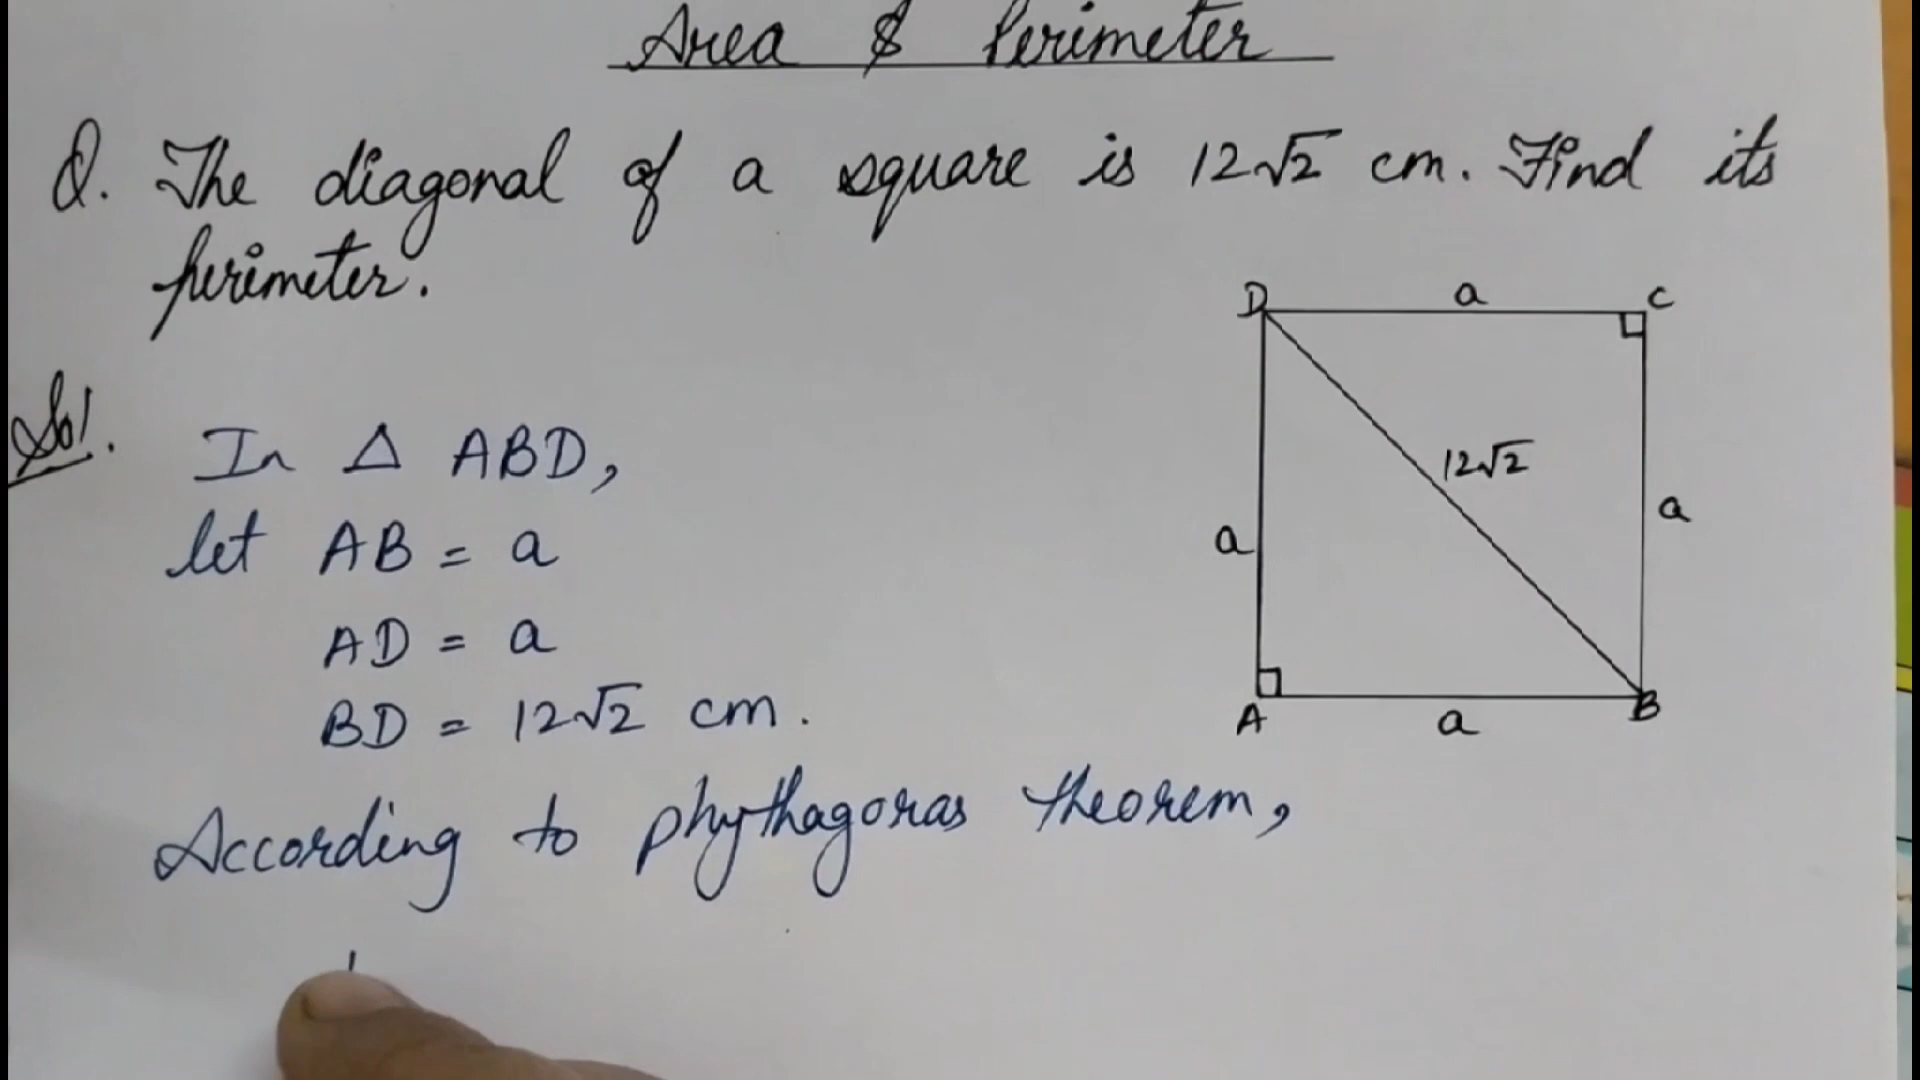 Area & Perimeter
Q. The diagonal of a square is 12√2 cm. Find its
perimeter.
D a C
12√2
a
a
A a B
Sol.
In Δ ABD,
let AB = a
AD = a
BD = 12√2 cm.
According to phythagoras theorem,